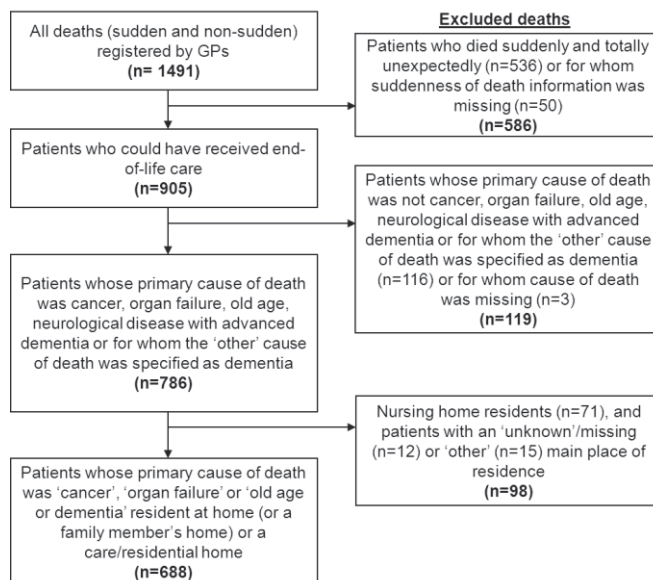 All deaths (sudden and non-sudden)
registered by GPs
(n= 1491)
Excluded deaths
Patients who died suddenly and totally
unexpectedly (n=536) or for whom
suddenness of death information was
missing (n=50)
(n=586)
Patients who could have received end-
of-life care
(n=905)
Patients whose primary cause of death
was not cancer, organ failure, old age,
neurological disease with advanced
dementia or for whom the ‘other’ cause
of death was specified as dementia
(n=116) or for whom cause of death
was missing (n=3)
(n=119)
Patients whose primary cause of death
was cancer, organ failure, old age,
neurological disease with advanced
dementia or for whom the ‘other’ cause
of death was specified as dementia
(n=786)
Nursing home residents (n=71), and
patients with an ‘unknown’/missing
(n=12) or ‘other’ (n=15) main place of
residence
(n=98)
Patients whose primary cause of death
was ‘cancer’, ‘organ failure’ or ‘old age
or dementia’ resident at home (or a
family member’s home) or a
care/residential home
(n=688)